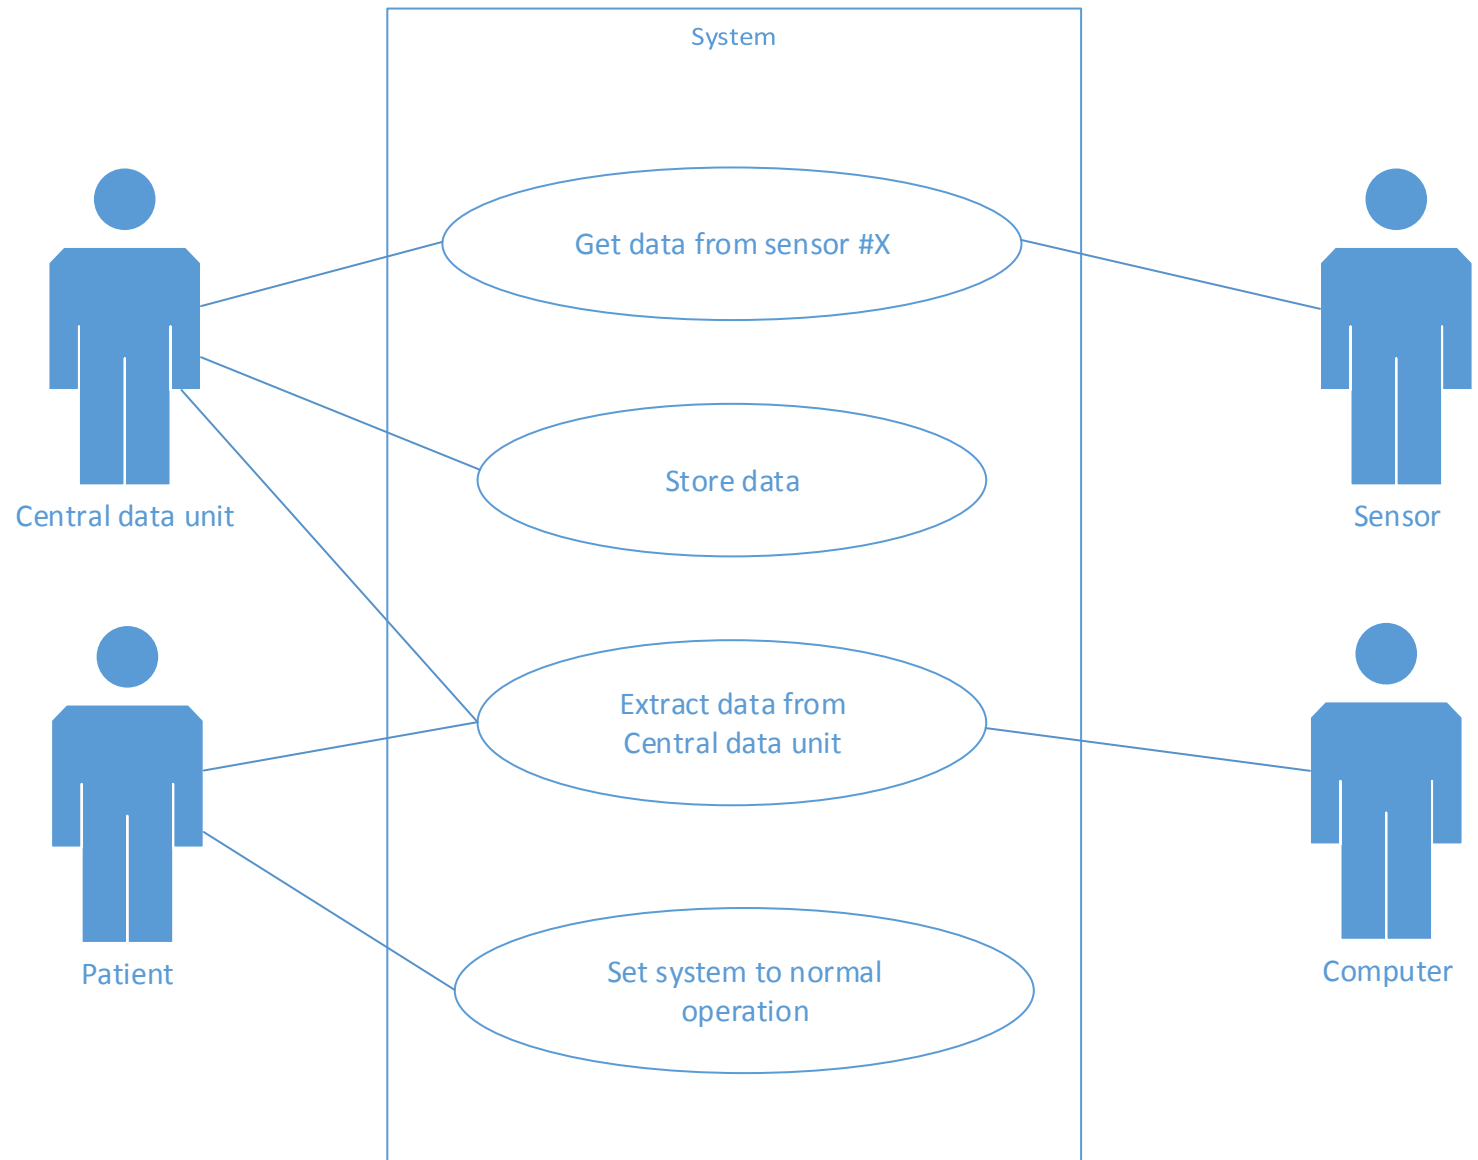 System
Get data from sensor #X
Store data
Central data unit
Sensor
Extract data from
Central data unit
Patient
Set system to normal
operation
Computer